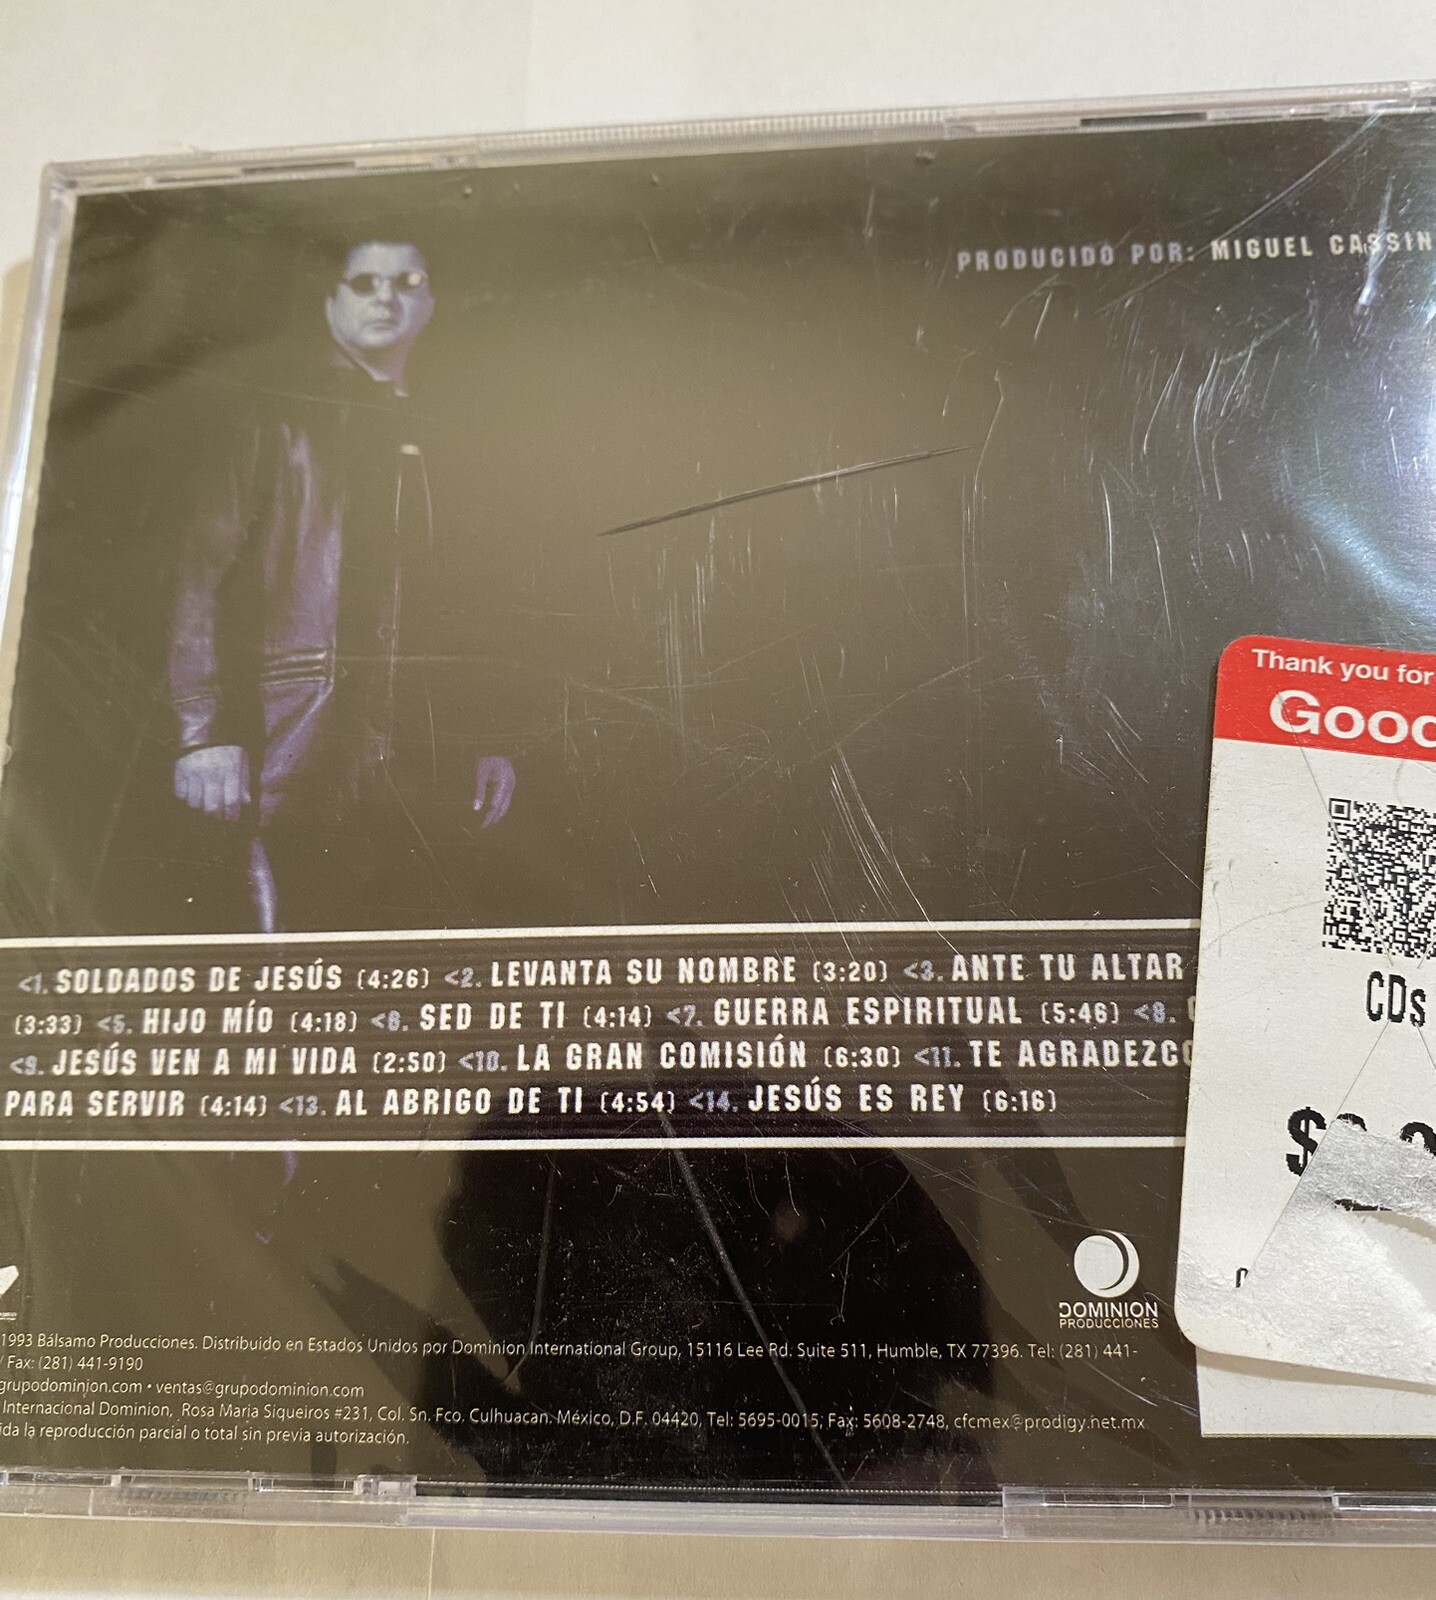 PRODUCIDO POR: MIGUEL CASSIN
Thank you for
Good
CDs
<1. SOLDADOS DE JESÚS (4:26) <2. LEVANTA SU NOMBRE (3:20) <3. ANTE TU ALTAR
(3:33) <5. HIJO MÍO (4:18) <6. SED DE TI (4:14) <7. GUERRA ESPIRITUAL (5:46) <8.
<9. JESÚS VEN A MI VIDA (2:50) <10. LA GRAN COMISIÓN (6:30) <11. TE AGRADEZCO
PARA SERVIR (4:14) <13. AL ABRIGO DE TI (4:54) <14. JESÚS ES REY (6:16)
DOMINION
PRODUCCIONES
1993 Bálsamo Producciones. Distribuido en Estados Unidos por Dominion International Group, 15116 Lee Rd. Suite 511, Humble, TX 77396. Tel: (281) 441-
/ Fax: (281) 441-9190
grupodominion.com • ventas@grupodominion.com
Internacional Dominion, Rosa Maria Siqueiros #231, Col. Sn. Fco. Culhuacan. México, D.F. 04420, Tel: 5695-0015, Fax: 5608-2748, cfcmex@prodigy.net.mx
ida la reproducción parcial o total sin previa autorización.